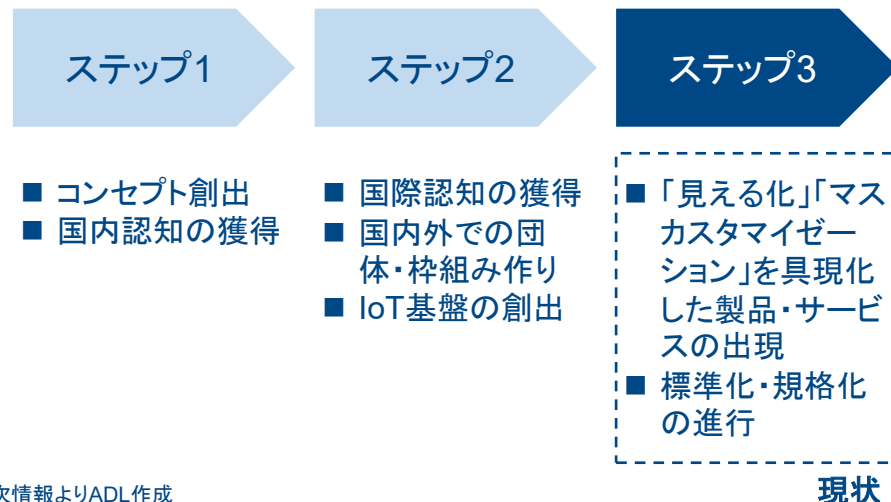 ステップ1
ステップ2
ステップ3
■ コンセプト創出
■ 国内認知の獲得
■ 国際認知の獲得
■ 国内外での団
体・枠組み作り
■ IoT基盤の創出
■ 「見える化」「マス
カスタマイゼー
ションを具現化
した製品・サービ
スの出現
■ 標準化・規格化
の進行
次情報よりADL作成
現状